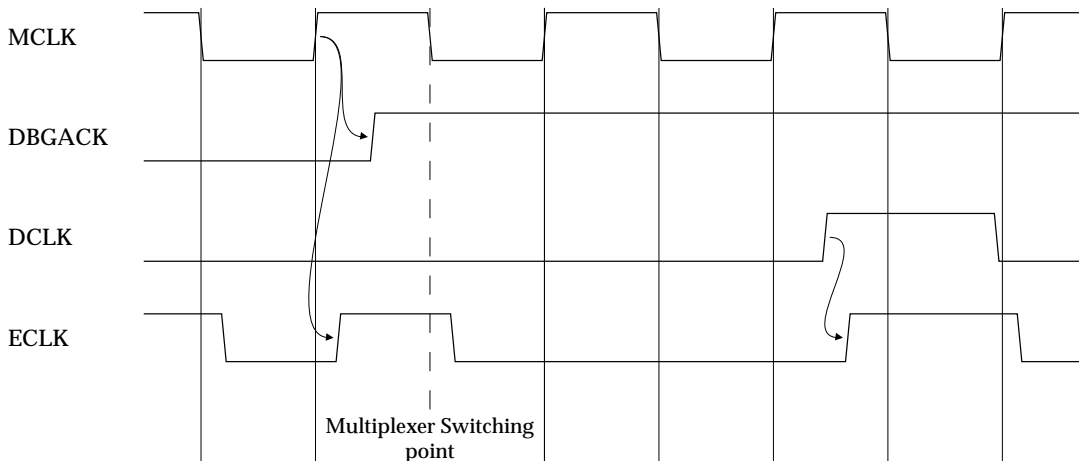 MCLK
DBGACK
DCLK
ECLK
Multiplexer Switching
point